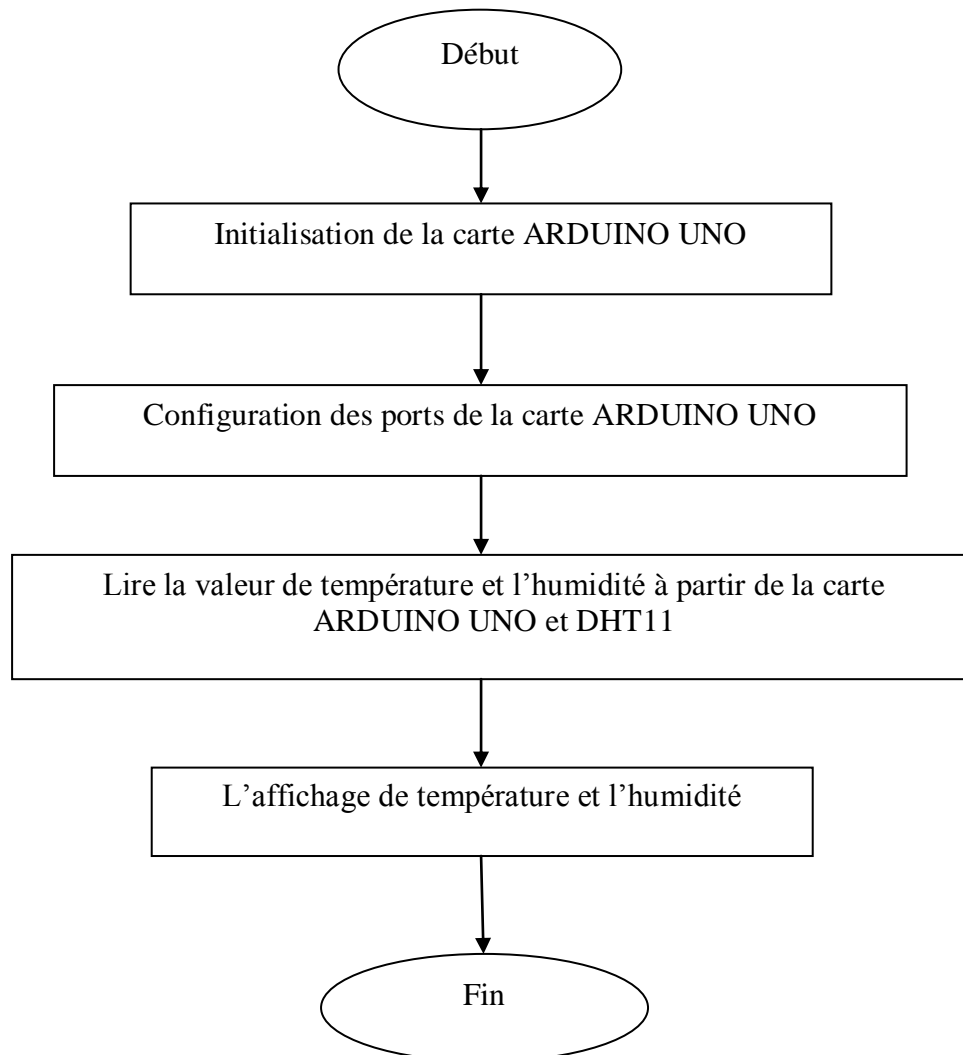 Début
Initialisation de la carte ARDUINO UNO
Configuration des ports de la carte ARDUINO UNO
Lire la valeur de température et l’humidité à partir de la carte
ARDUINO UNO et DHT11
L’affichage de température et l’humidité
Fin